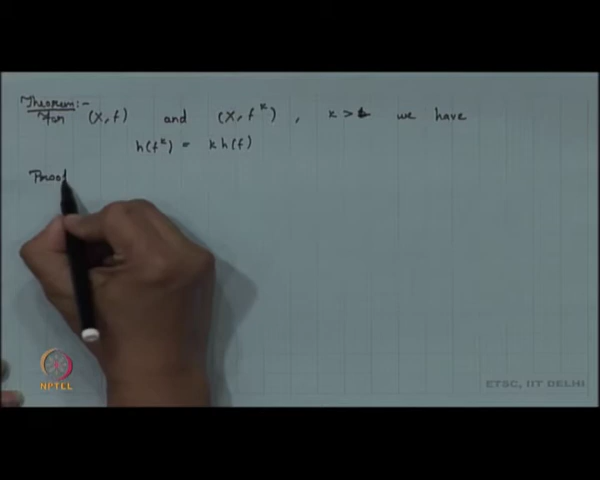 Theorem:-
For (X, f) and (X, f^k), k > we have
h(f^k) = k h(f)
Proof
NPTEL
ETSC, IIT DELHI